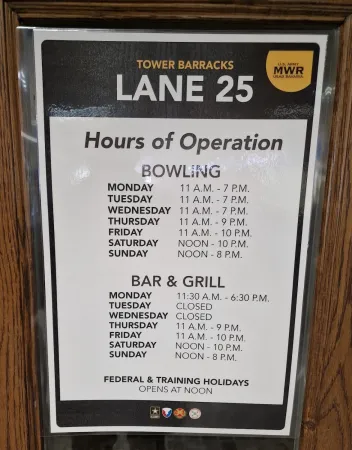 TOWER BARRACKS
LANE 25
U.S. ARMY
MWR
Hours of Operation
BOWLING
MONDAY 11 A.M. - 7 P.M.
TUESDAY 11 A.M. - 7 P.M.
WEDNESDAY 11 A.M. - 7 P.M.
THURSDAY 11 A.M. - 9 P.M.
FRIDAY 11 A.M. - 10 P.M.
SATURDAY NOON - 10 P.M.
SUNDAY NOON - 8 P.M.
BAR & GRILL
MONDAY 11:30 A.M. - 6:30 P.M.
TUESDAY CLOSED
WEDNESDAY CLOSED
THURSDAY 11 A.M. - 9 P.M.
FRIDAY 11 A.M. - 10 P.M.
SATURDAY NOON - 10 P.M.
SUNDAY NOON - 8 P.M.
FEDERAL & TRAINING HOLIDAYS
OPENS AT NOON